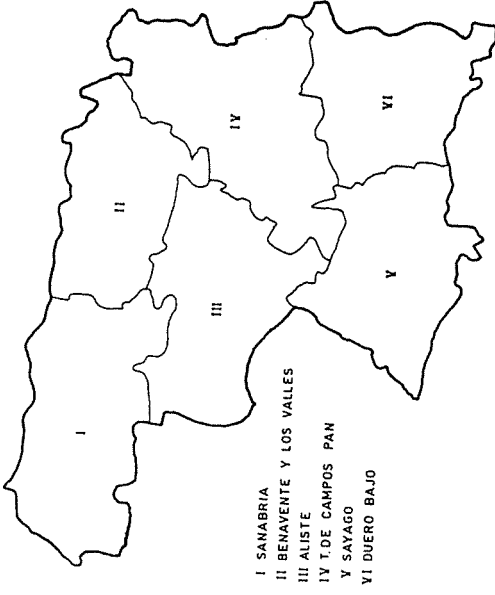 I
II
III
IV
V
VI
I SANABRIA
II BENAVENTE Y LOS VALLES
III ALISTE
IV T. DE CAMPOS PAN
V SAYAGO
VI DUERO BAJO